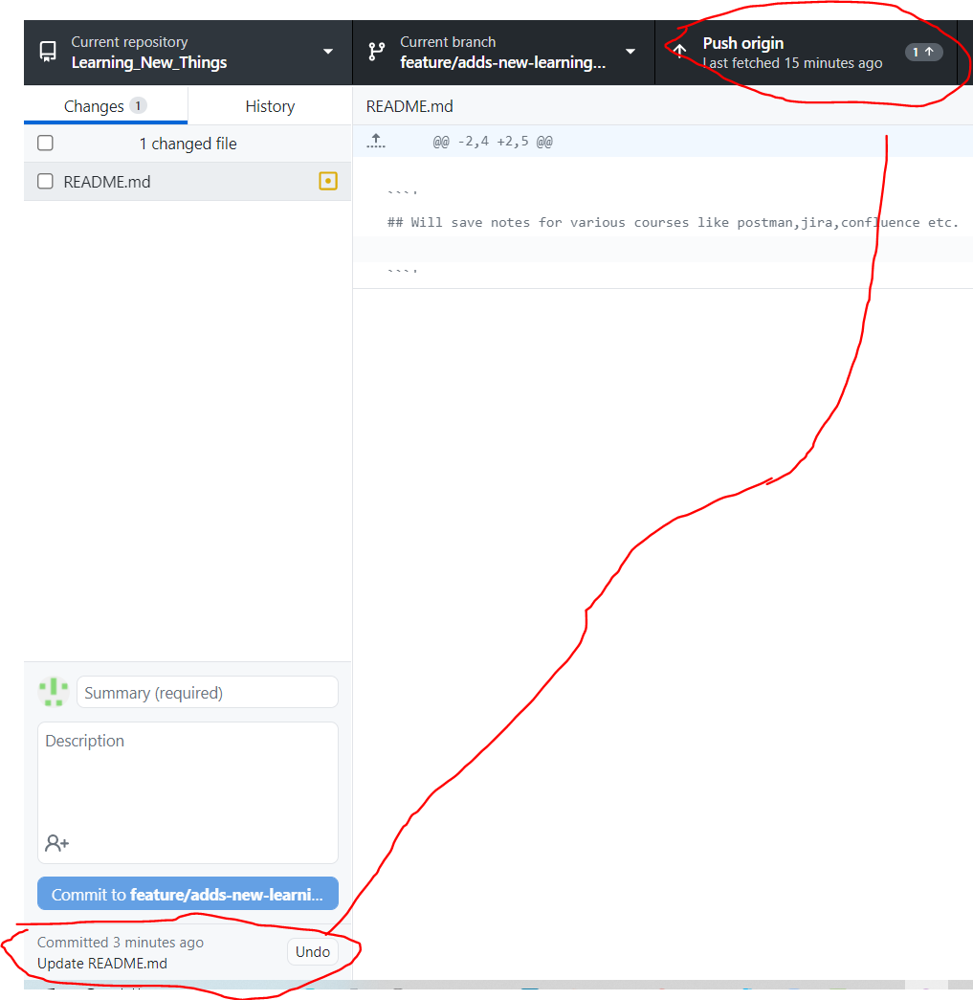 Current repository
Learning_New_Things
Current branch
feature/adds-new-learning...
Push origin
Last fetched 15 minutes ago
1
Changes 1
History
README.md
1 changed file
@@ -2,4 +2,5 @@
README.md
```'
## Will save notes for various courses like postman,jira,confluence etc.
```'
Summary (required)
Description
Commit to feature/adds-new-learni...
Committed 3 minutes ago
Update README.md
Undo